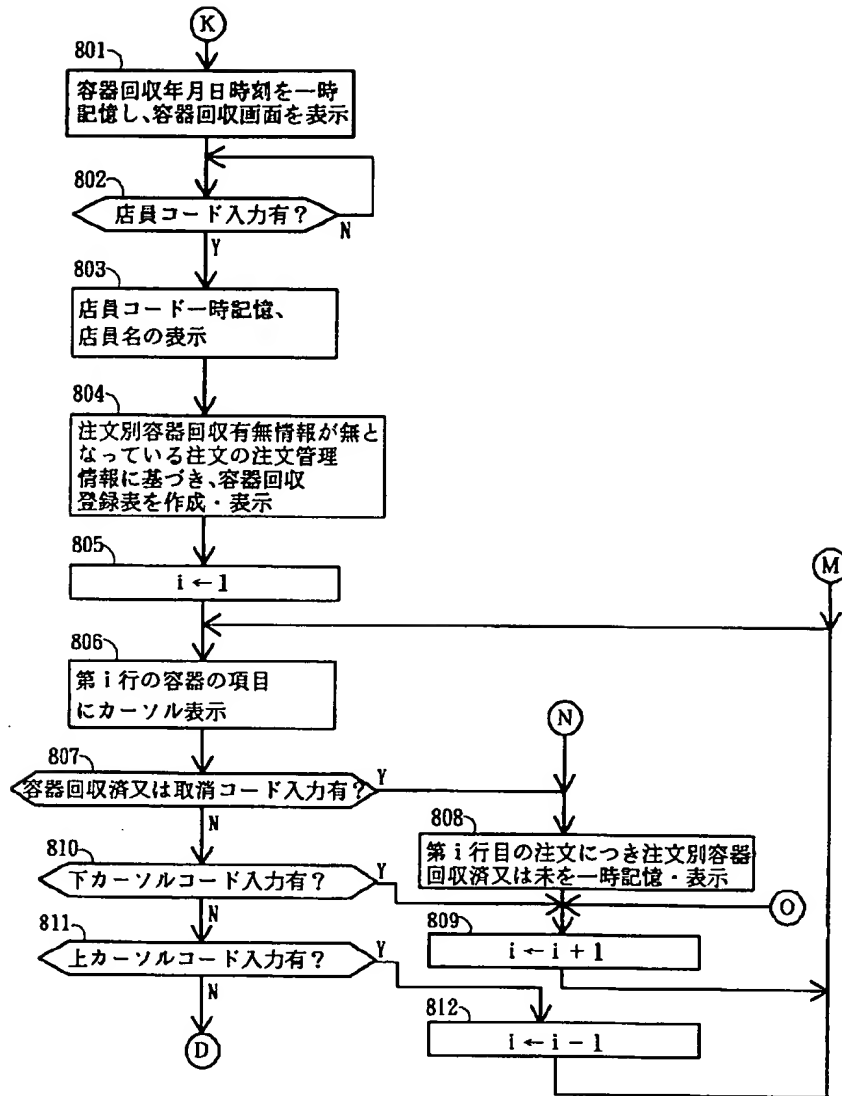 K
801
容器回収年月日時刻を一時
記憶し、容器回収画面を表示
802
店員コード入力有?
N
Y
803
店員コード一時記憶、
店員名の表示
804
注文別容器回収有無情報が無と
なっている注文の注文管理
情報に基づき、容器回収
登録表を作成・表示
805
i←1
M
806
第i行の容器の項目
にカーソル表示
N
807
容器回収済又は取消コード入力有?
Y
N
808
第i行目の注文につき注文別容器
回収済又は未を一時記憶・表示
810
下カーソルコード入力有?
Y
N
O
809
i←i+1
811
上カーソルコード入力有?
Y
N
812
i←i−1
D